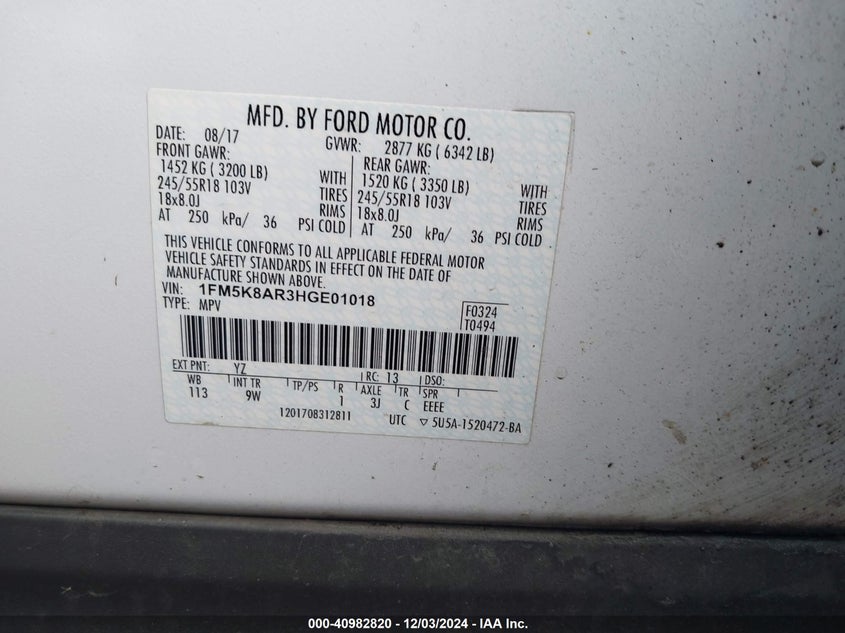 MFD. BY FORD MOTOR CO.
DATE: 08/17 GVWR: 2877 KG ( 6342 LB)
FRONT GAWR: REAR GAWR:
1452 KG ( 3200 LB) WITH 1520 KG ( 3350 LB) WITH
245/55R18 103V TIRES 245/55R18 103V TIRES
18x8.0J RIMS 18x8.0J RIMS
AT 250 kPa/ 36 PSI COLD AT 250 kPa/ 36 PSI COLD
THIS VEHICLE CONFORMS TO ALL APPLICABLE FEDERAL MOTOR
VEHICLE SAFETY STANDARDS IN EFFECT ON THE DATE OF
MANUFACTURE SHOWN ABOVE.
VIN: 1FM5K8AR3HGE01018
TYPE: MPV
F0324
T0494
EXT PNT: YZ RC: 13 DSO:
WB INT TR TP/PS R AXLE TR SPR
113 9W 1 3J C EEEE
1201708312811 UTC ▽ 5U5A-1520472-BA
000-40982820 - 12/03/2024 - IAA Inc.